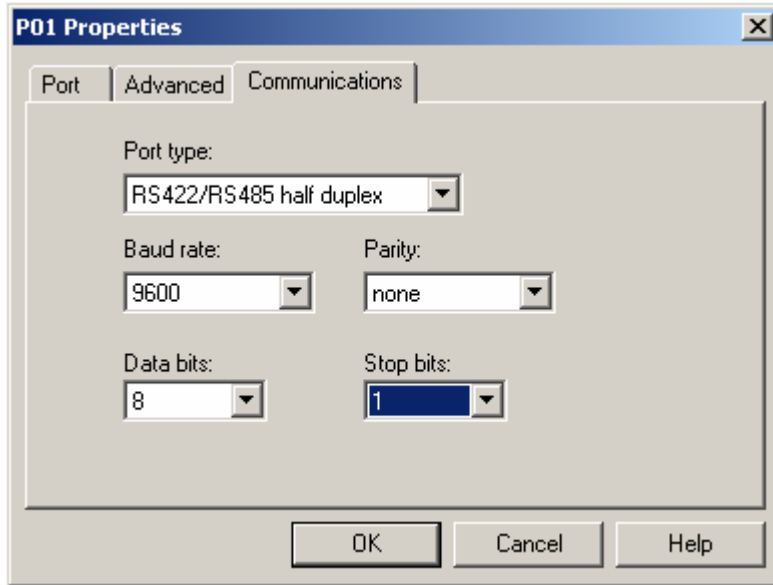 P01 Properties
Port Advanced Communications
Port type:
RS422/RS485 half duplex
Baud rate: Parity:
9600 none
Data bits: Stop bits:
8 1
OK Cancel Help